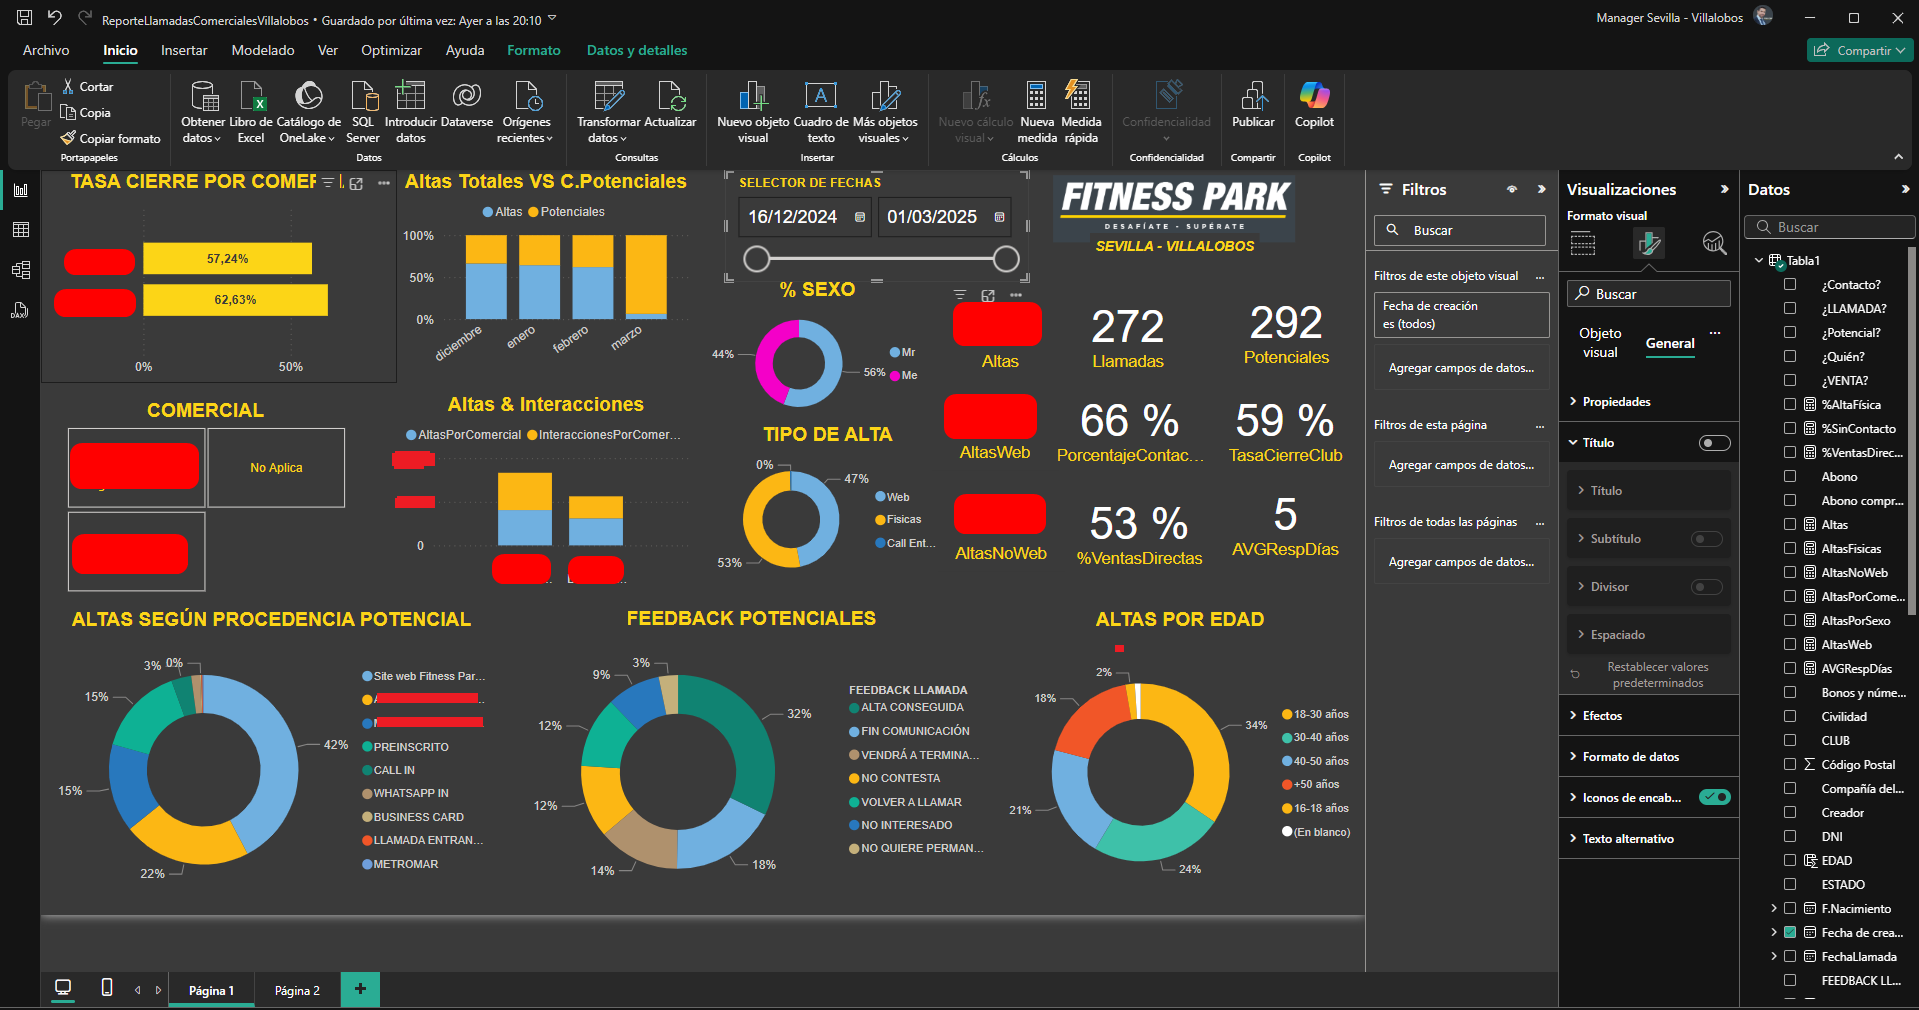 ReporteLlamadasComercialesVillalobos • Guardado por última vez: Ayer a las 20:10
Manager Sevilla - Villalobos
Archivo
Inicio
Insertar
Modelado
Ver
Optimizar
Ayuda
Formato
Datos y detalles
Compartir
Pegar
Cortar
Copia
Copiar formato
Portapapeles
Obtener datos
Libro de Excel
Catálogo de OneLake
SQL Server
Introducir datos
Dataverse
Orígenes recientes
Datos
Transformar datos
Actualizar
Consultas
Nuevo objeto visual
Cuadro de texto
Más objetos visuales
Insertar
Nuevo cálculo visual
Nueva medida
Medida rápida
Cálculos
Confidencialidad
Confidencialidad
Publicar
Compartir
Copilot
Copilot
TASA CIERRE POR COMER
57,24%
62,63%
0%
50%
Altas Totales VS C.Potenciales
Altas
Potenciales
100%
50%
0%
diciembre
enero
febrero
marzo
SELECTOR DE FECHAS
16/12/2024
01/03/2025
FITNESS PARK
DESAFÍATE - SUPÉRATE
SEVILLA - VILLALOBOS
% SEXO
44%
56%
Mr
Me
Altas
272
Llamadas
292
Potenciales
COMERCIAL
No Aplica
Altas & Interacciones
AltasPorComercial
InteraccionesPorComer...
0
TIPO DE ALTA
0%
47%
53%
Web
Fisicas
Call Ent...
AltasWeb
66 %
PorcentajeContac...
59 %
TasaCierreClub
AltasNoWeb
53 %
%VentasDirectas
5
AVGRespDías
ALTAS SEGÚN PROCEDENCIA POTENCIAL
3%
0%
15%
15%
22%
42%
Site web Fitness Par...
PREINSCRITO
CALL IN
WHATSAPP IN
BUSINESS CARD
LLAMADA ENTRAN...
METROMAR
FEEDBACK POTENCIALES
3%
9%
12%
12%
14%
18%
32%
FEEDBACK LLAMADA
ALTA CONSEGUIDA
FIN COMUNICACIÓN
VENDRÁ A TERMINA...
NO CONTESTA
VOLVER A LLAMAR
NO INTERESADO
NO QUIERE PERMAN...
ALTAS POR EDAD
2%
18%
21%
24%
34%
18-30 años
30-40 años
40-50 años
+50 años
16-18 años
(En blanco)
Página 1
Página 2
Filtros
Buscar
Filtros de este objeto visual ...
Fecha de creación
es (todos)
Agregar campos de datos...
Filtros de esta página ...
Agregar campos de datos...
Filtros de todas las páginas ...
Agregar campos de datos...
Visualizaciones
Formato visual
Buscar
Objeto visual
General
...
Propiedades
Título
Título
Subtítulo
Divisor
Espaciado
Restablecer valores predeterminados
Efectos
Formato de datos
Iconos de encab...
Texto alternativo
Datos
Buscar
Tabla1
¿Contacto?
¿LLAMADA?
¿Potencial?
¿Quién?
¿VENTA?
%AltaFísica
%SinContacto
%VentasDirec...
Abono
Abono compr...
Altas
AltasFisicas
AltasNoWeb
AltasPorCome...
AltasPorSexo
AltasWeb
AVGRespDías
Bonos y núme...
Civilidad
CLUB
Código Postal
Compañía del...
Creador
DNI
EDAD
ESTADO
F.Nacimiento
Fecha de crea...
FechaLlamada
FEEDBACK LL...